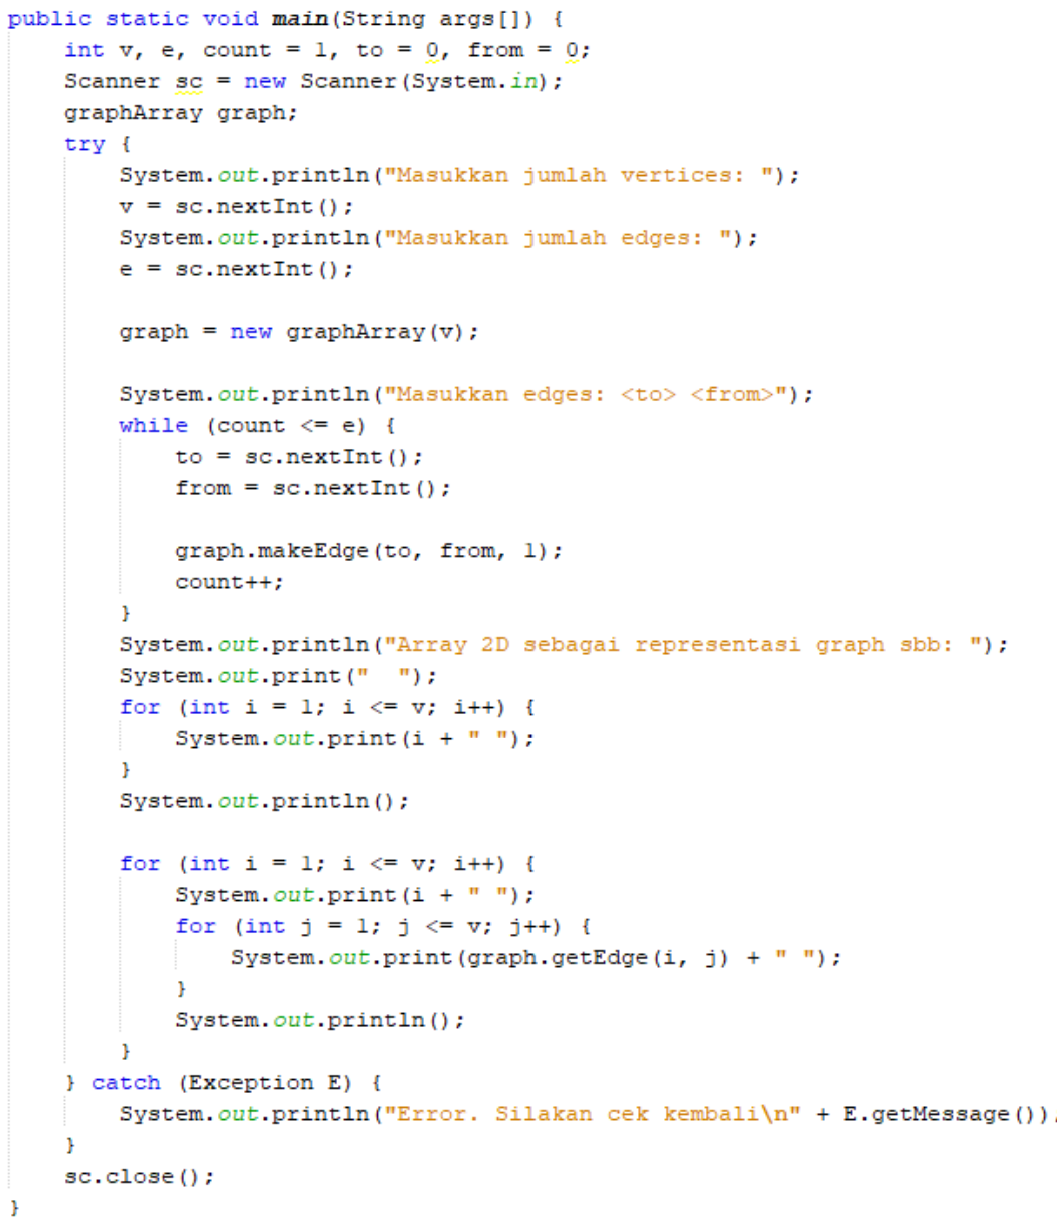 public static void main(String args[]) {
    int v, e, count = 1, to = 0, from = 0;
    Scanner sc = new Scanner(System.in);
    graphArray graph;
    try {
        System.out.println("Masukkan jumlah vertices: ");
        v = sc.nextInt();
        System.out.println("Masukkan jumlah edges: ");
        e = sc.nextInt();

        graph = new graphArray(v);

        System.out.println("Masukkan edges: <to> <from>");
        while (count <= e) {
            to = sc.nextInt();
            from = sc.nextInt();

            graph.makeEdge(to, from, 1);
            count++;
        }
        System.out.println("Array 2D sebagai representasi graph sbb: ");
        System.out.print("  ");
        for (int i = 1; i <= v; i++) {
            System.out.print(i + " ");
        }
        System.out.println();

        for (int i = 1; i <= v; i++) {
            System.out.print(i + " ");
            for (int j = 1; j <= v; j++) {
                System.out.print(graph.getEdge(i, j) + " ");
            }
            System.out.println();
        }
    } catch (Exception E) {
        System.out.println("Error. Silakan cek kembali\n" + E.getMessage());
    }
    sc.close();
}